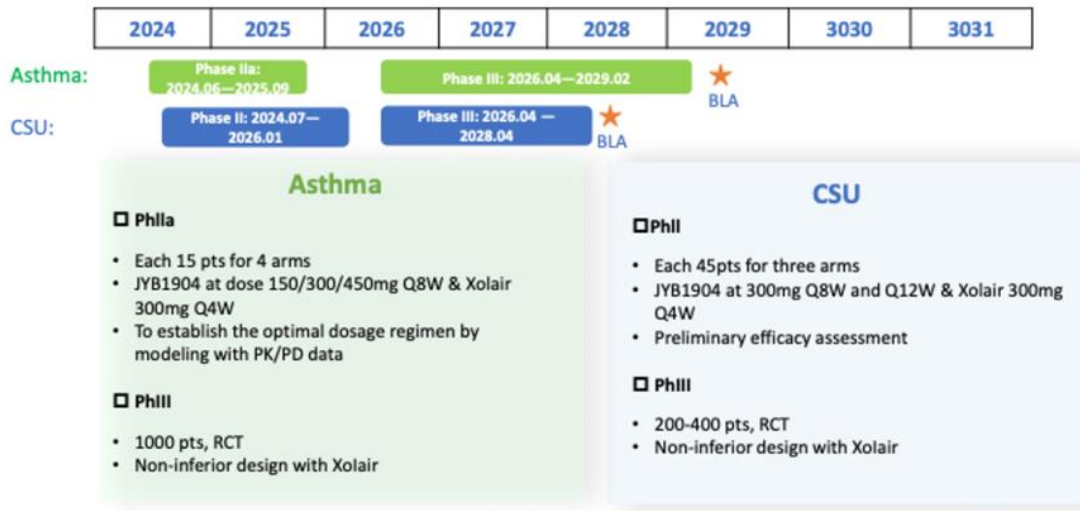 2024 2025 2026 2027 2028 2029 3030 3031
Asthma:
Phase IIa:
2024.06—2025.09
Phase III: 2026.04—2029.02
BLA
CSU:
Phase II: 2024.07—
2026.01
Phase III: 2026.04 —
2028.04
BLA
Asthma
PhIIa
• Each 15 pts for 4 arms
• JYB1904 at dose 150/300/450mg Q8W & Xolair
300mg Q4W
• To establish the optimal dosage regimen by
modeling with PK/PD data
PhIII
• 1000 pts, RCT
• Non-inferior design with Xolair
CSU
PhII
• Each 45pts for three arms
• JYB1904 at 300mg Q8W and Q12W & Xolair 300mg
Q4W
• Preliminary efficacy assessment
PhIII
• 200-400 pts, RCT
• Non-inferior design with Xolair